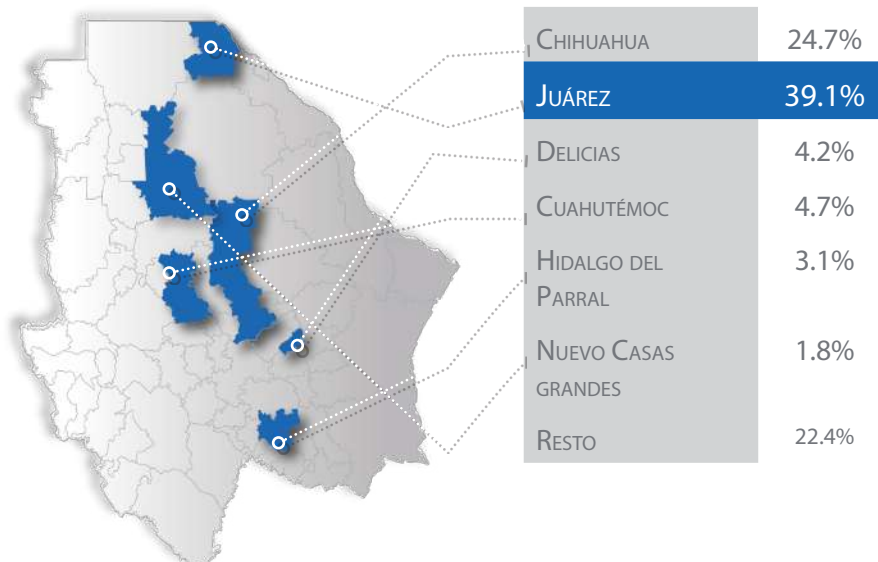 Chihuahua 24.7%
Juárez 39.1%
Delicias 4.2%
Cuahutémoc 4.7%
Hidalgo del 3.1%
Parral
Nuevo Casas 1.8%
grandes
Resto 22.4%